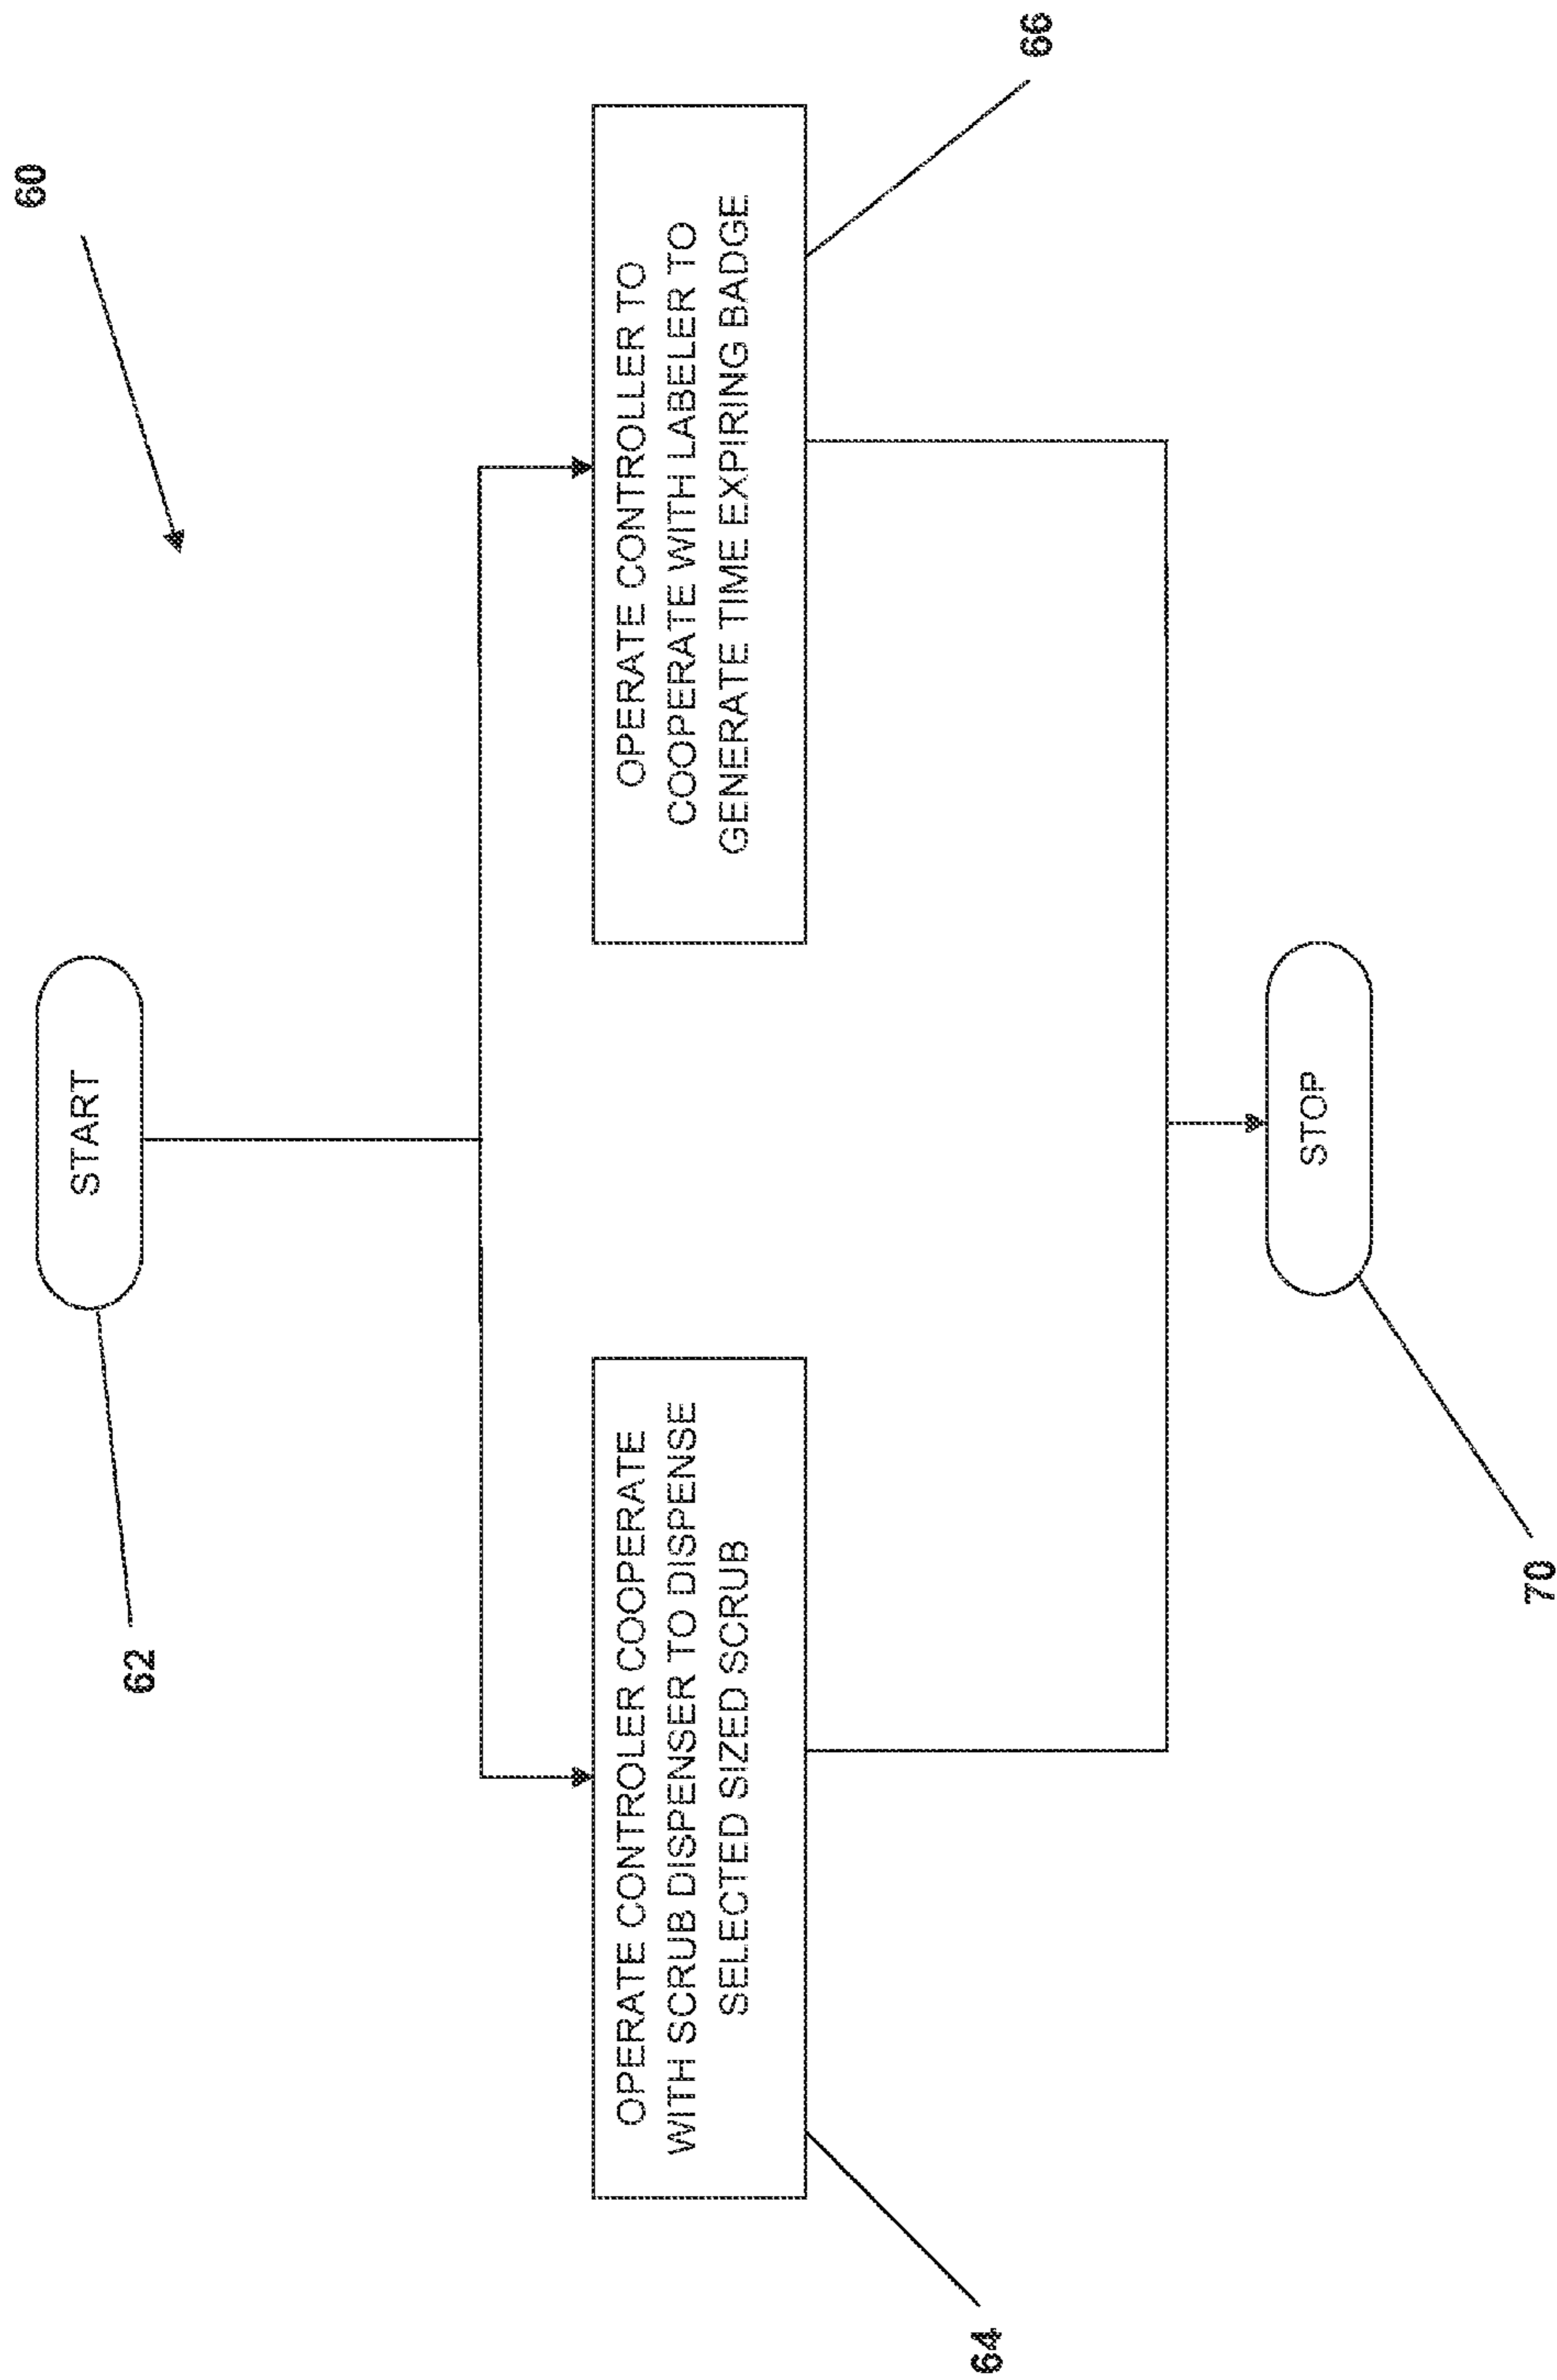 60
START
62
OPERATE CONTROLLER COOPERATE
WITH SCRUB DISPENSER TO DISPENSE
SELECTED SIZED SCRUB
64
OPERATE CONTROLLER TO
COOPERATE WITH LABELER TO
GENERATE TIME EXPIRING BADGE
66
STOP
70